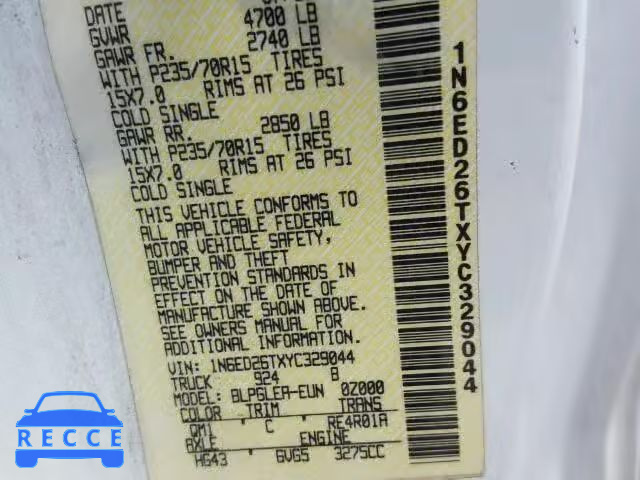 DATE
GVWR 4700 LB
GAWR FR. 2740 LB
WITH P235/70R15 TIRES
15X7.0 RIMS AT 26 PSI
COLD SINGLE
GAWR RR. 2850 LB
WITH P235/70R15 TIRES
15X7.0 RIMS AT 26 PSI
COLD SINGLE
THIS VEHICLE CONFORMS TO
ALL APPLICABLE FEDERAL
MOTOR VEHICLE SAFETY,
BUMPER AND THEFT
PREVENTION STANDARDS IN
EFFECT ON THE DATE OF
MANUFACTURE SHOWN ABOVE.
SEE OWNERS MANUAL FOR
ADDITIONAL INFORMATION.
VIN: 1N6ED26TXYC329044
TRUCK 924 B
BLPGLEA-EUN 0Z000
COLOR TRIM TRANS
QM1 C RE4R01A
AXLE ENGINE
HG43 6VG5 3275CC
1N6ED26TXYC329044
RECCE